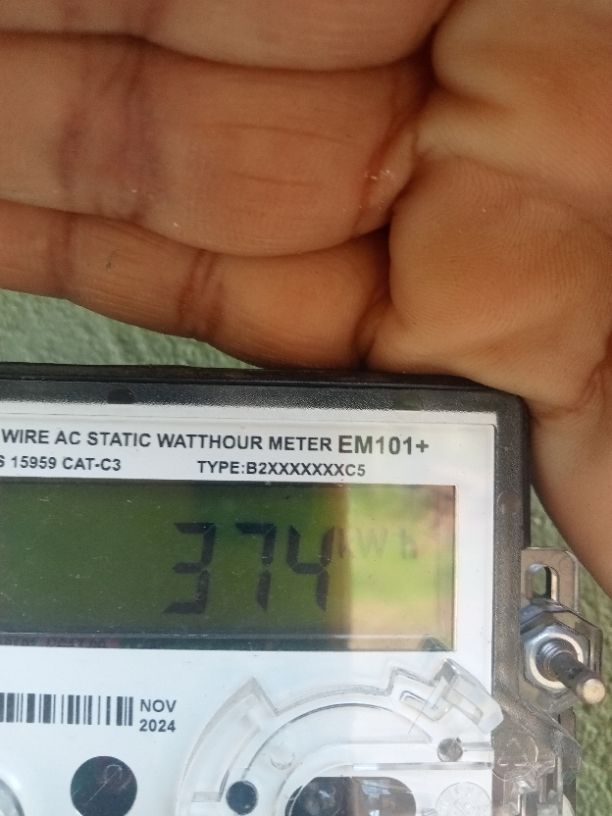 WIRE AC STATIC WATTHOUR METER EM101+
S 15959 CAT-C3 TYPE:B2XXXXXXXC5
374 kWh
NOV
2024